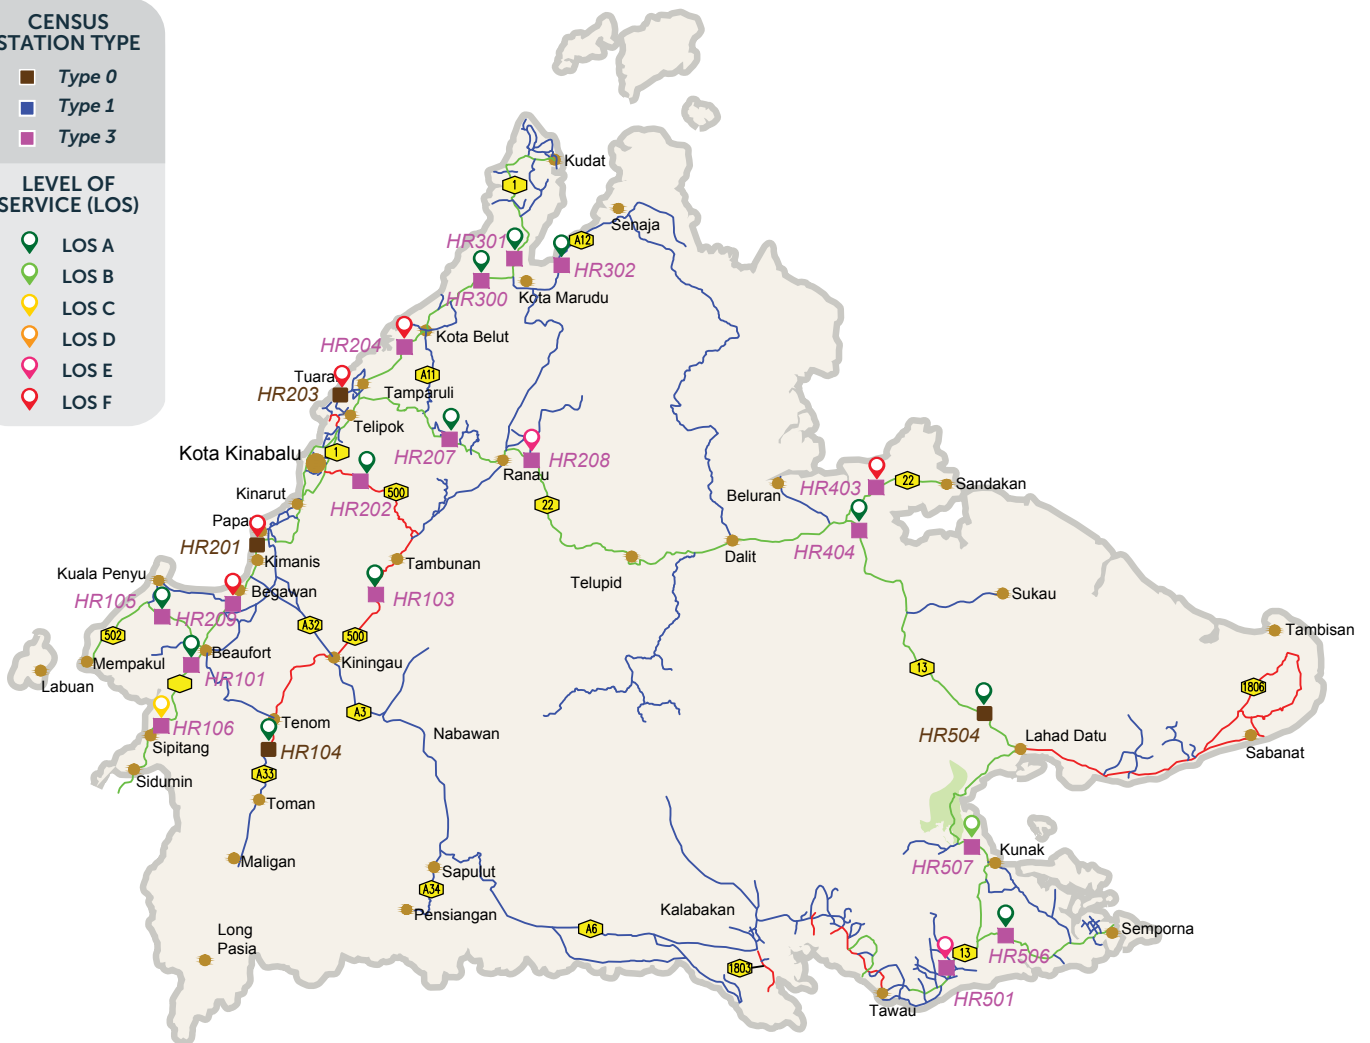 CENSUS
STATION TYPE
Type 0
Type 1
Type 3
LEVEL OF
SERVICE (LOS)
LOS A
LOS B
LOS C
LOS D
LOS E
LOS F
Kudat
1
Senaja
HR301
A12
HR302
HR300
Kota Marudu
Kota Belut
HR204
Tuara
A11
HR203
Tamparuli
Telipok
Kota Kinabalu
1
HR207
HR208
Ranau
HR202
500
Kinarut
22
Beluran
HR403
22
Sandakan
Papa
HR201
HR404
Dalit
Kimanis
Tambunan
Telupid
Kuala Penyu
Begawan
HR105
HR103
Sukau
HR209
A32
502
500
Tambisan
Beaufort
Mempakul
Kiningau
13
HR101
Labuan
1806
A3
HR106
Tenom
Nabawan
HR504
Lahad Datu
Sipitang
HR104
Sabanat
A33
Sidumin
Toman
Kunak
Maligan
HR507
Sapulut
A34
Kalabakan
Pensiangan
Long
Pasia
A6
Semporna
13
HR506
1803
HR501
Tawau